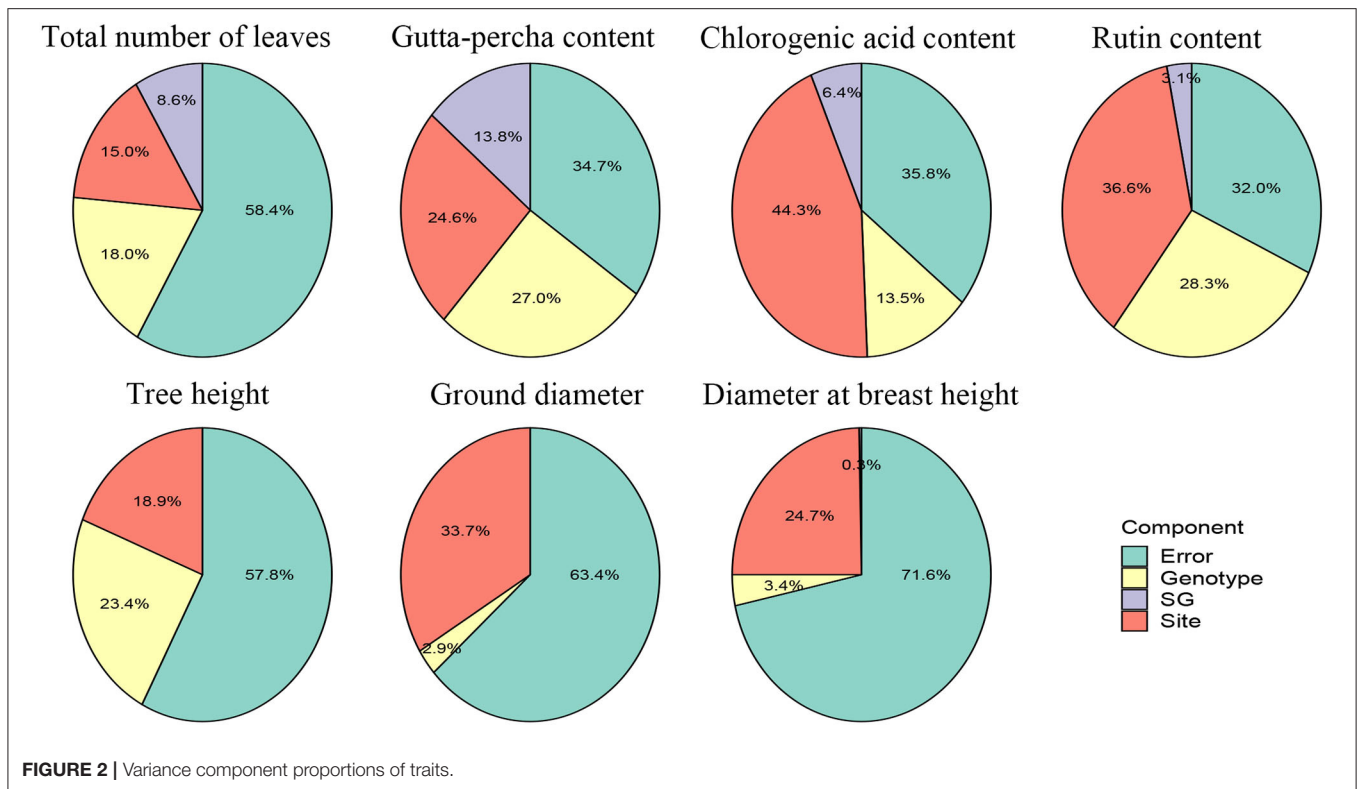 Total number of leaves
8.6%
15.0%
58.4%
18.0%
Gutta-percha content
13.8%
34.7%
24.6%
27.0%
Chlorogenic acid content
6.4%
35.8%
44.3%
13.5%
Rutin content
3.1%
36.6%
32.0%
28.3%
Tree height
18.9%
57.8%
23.4%
Ground diameter
33.7%
63.4%
2.9%
Diameter at breast height
0.3%
24.7%
71.6%
3.4%
Component
Error
Genotype
SG
Site
FIGURE 2 | Variance component proportions of traits.